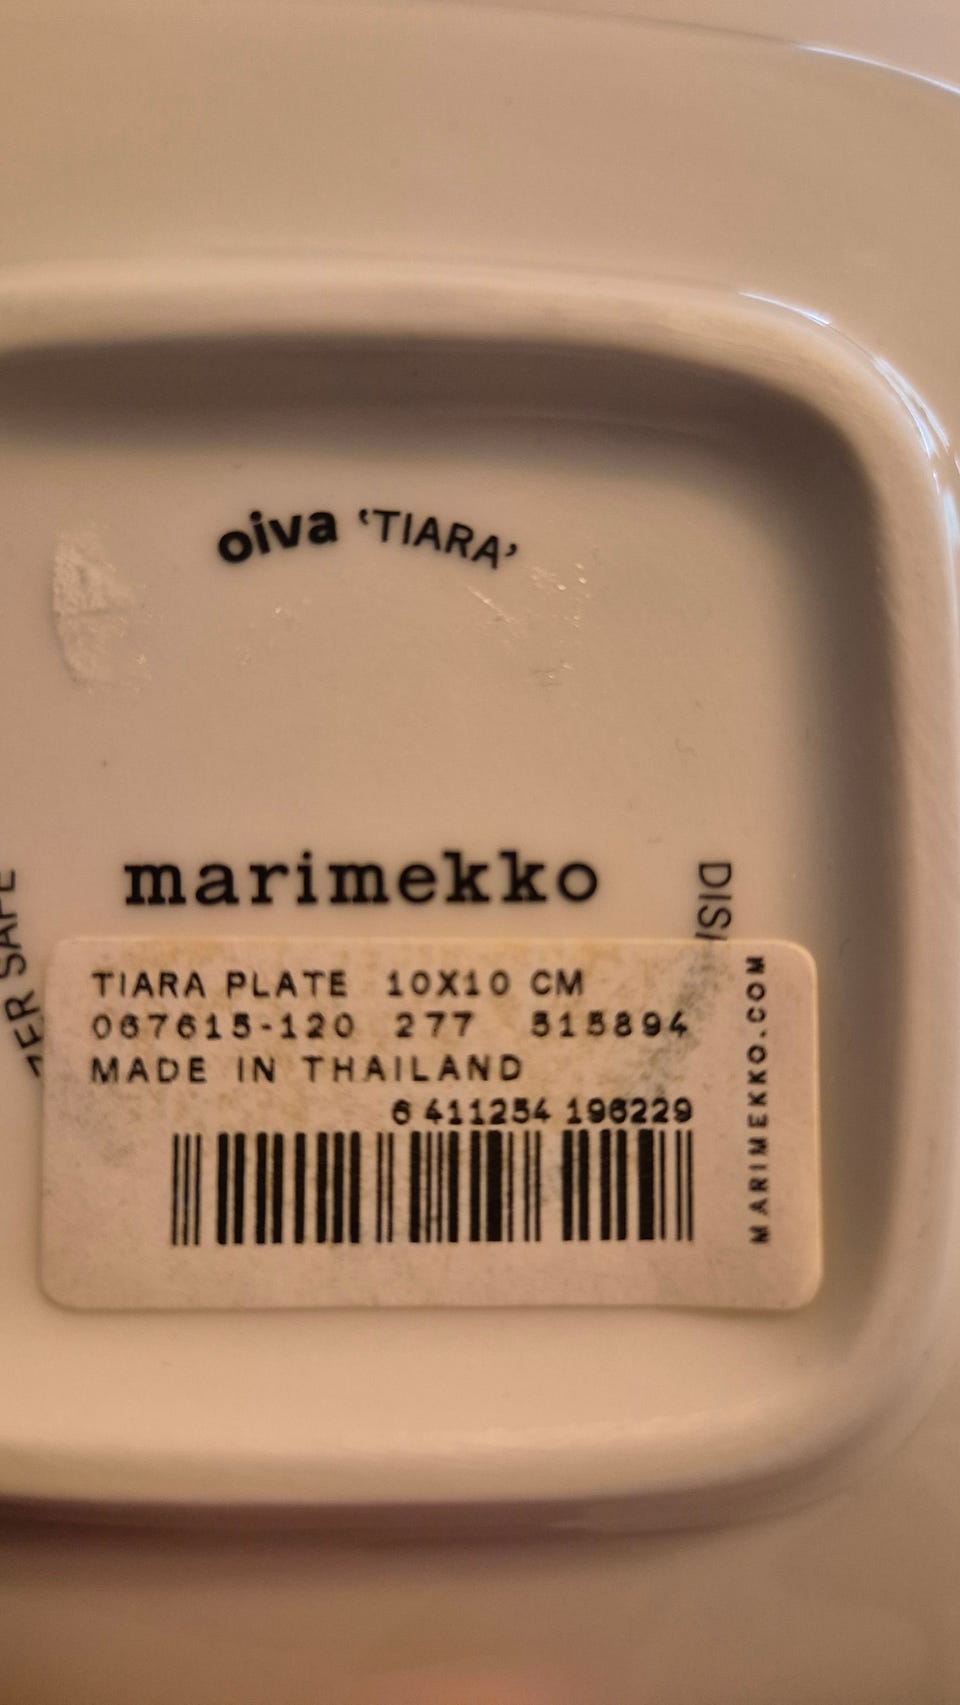 oiva ‘TIARA’
marimekko
TIARA PLATE 10X10 CM
067615-120 277 515894
MADE IN THAILAND
6 411254 196229
MARIMEKKO.COM
SAFE